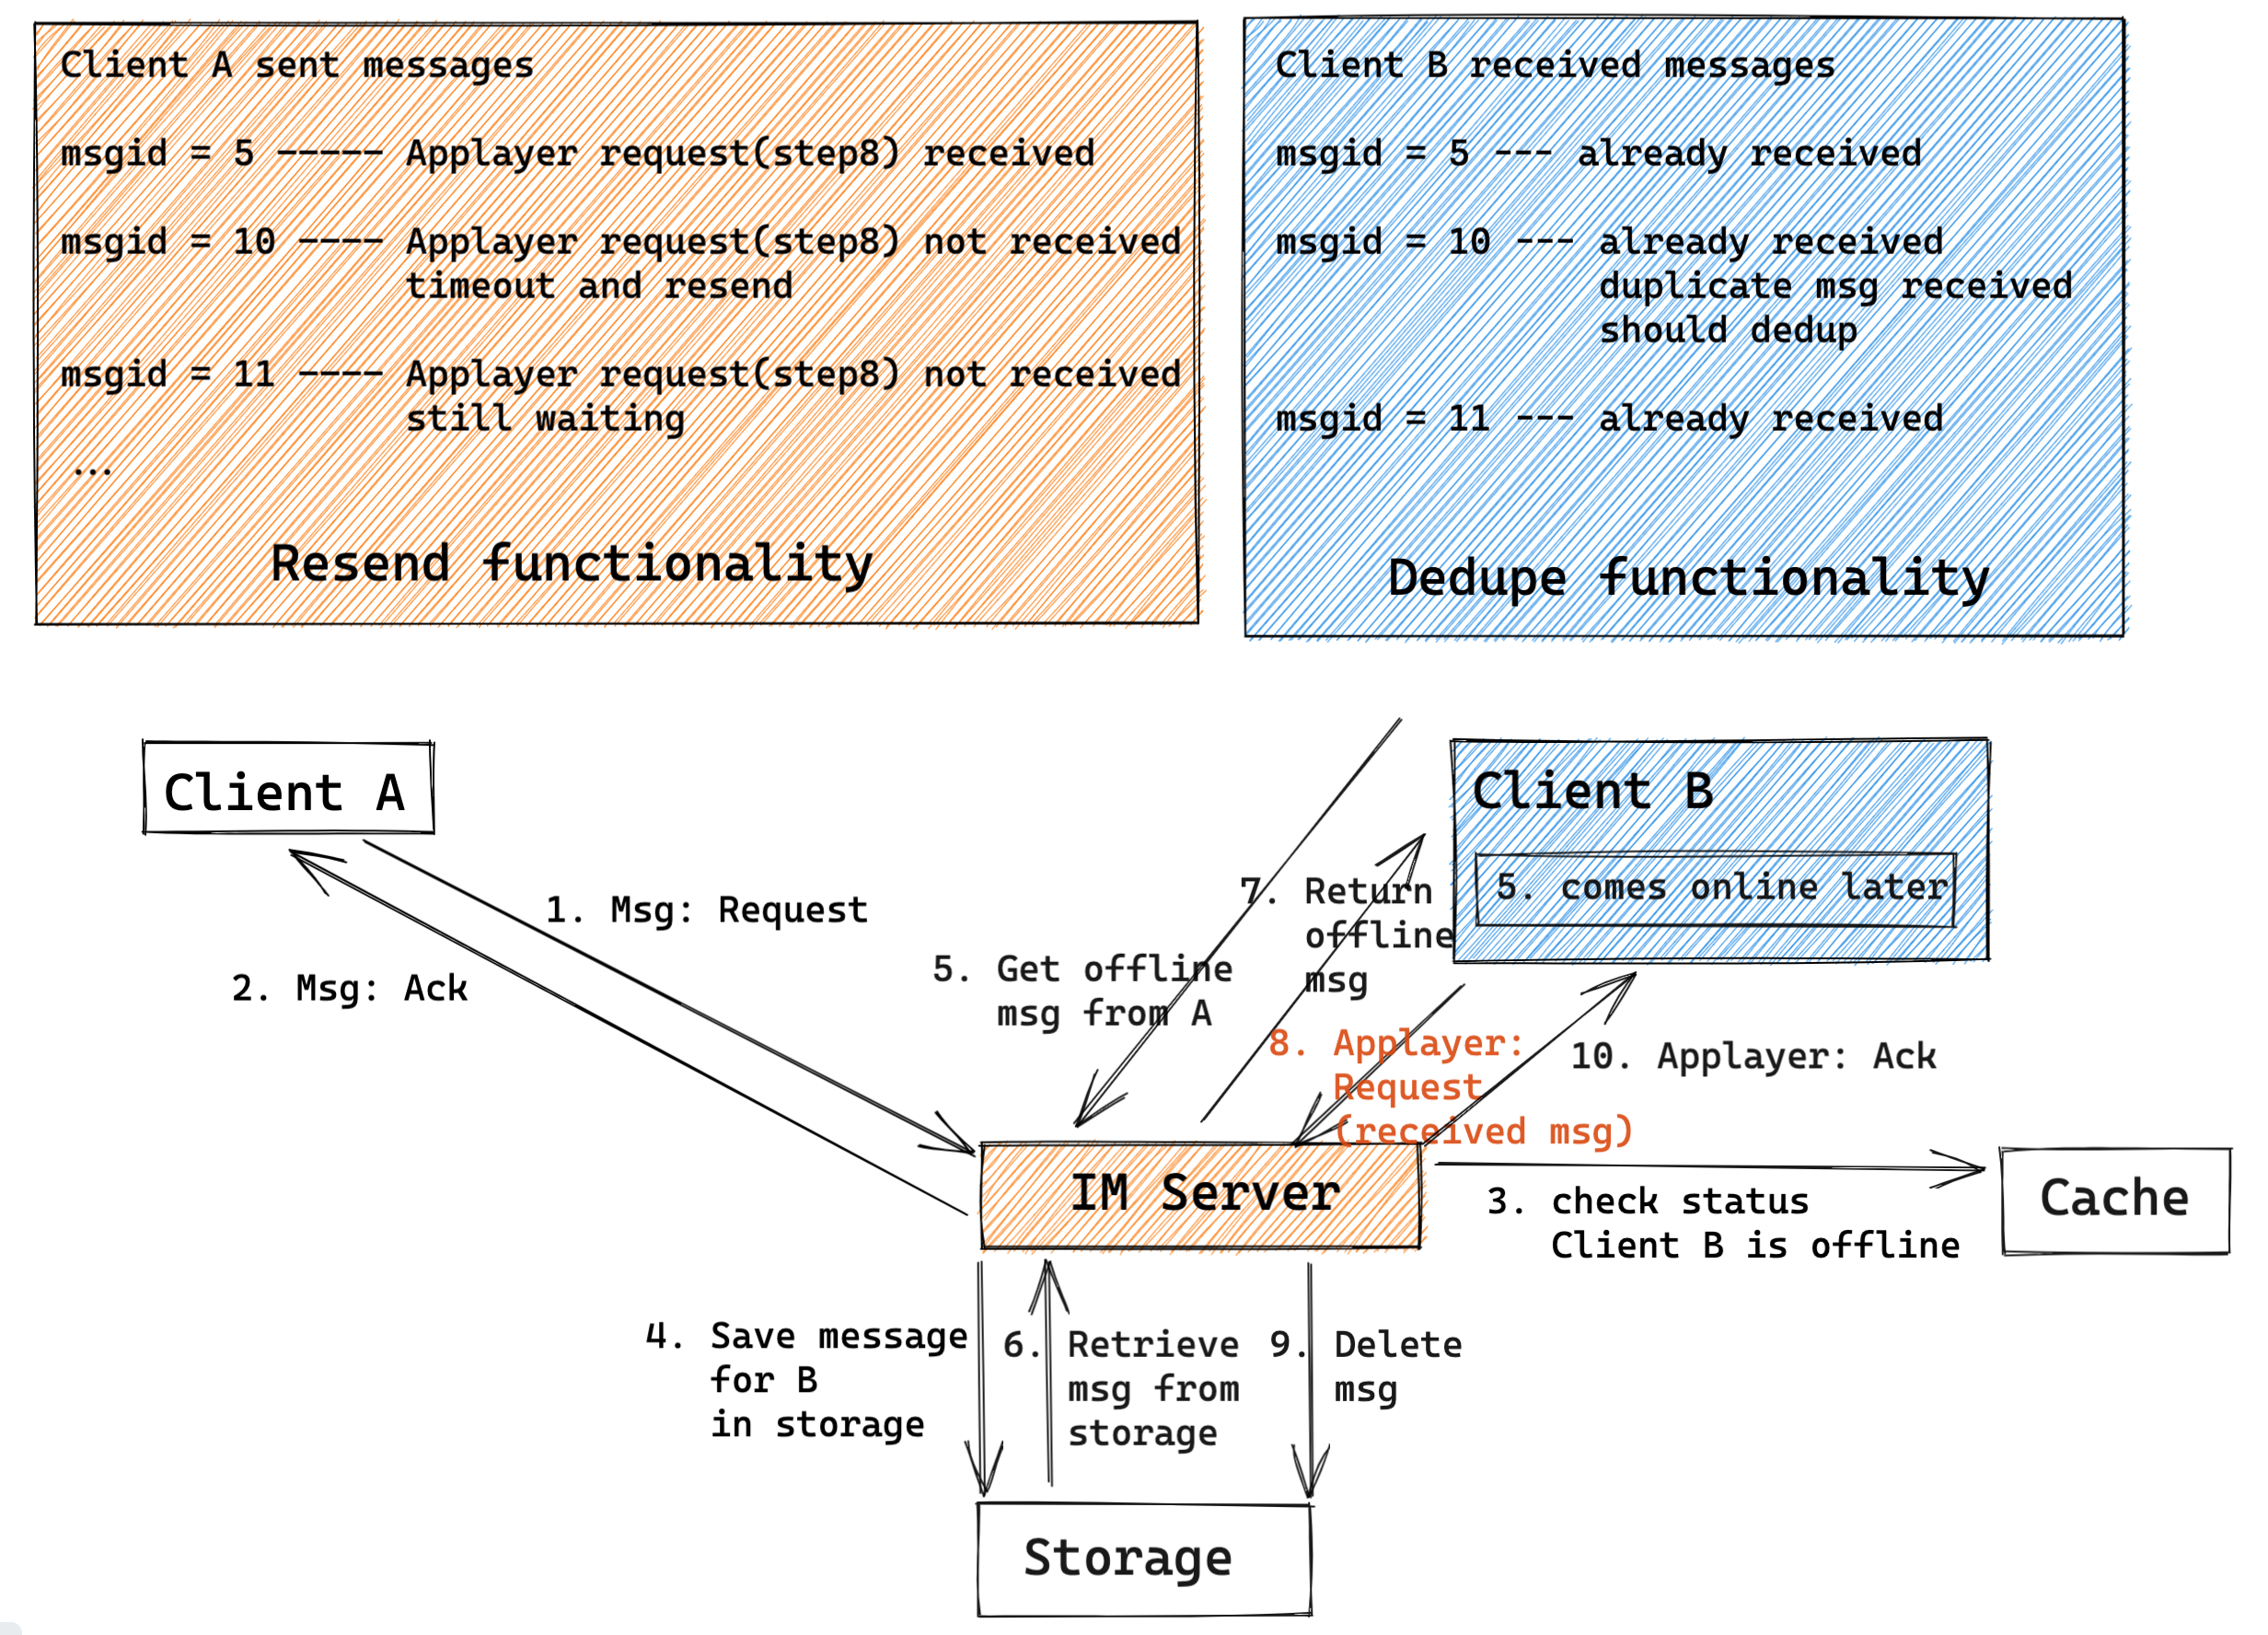 Client A sent messages
msgid = 5 ----- Applayer request(step8) received
msgid = 10 ---- Applayer request(step8) not received
timeout and resend
msgid = 11 ---- Applayer request(step8) not received
still waiting
...
Resend functionality
Client B received messages
msgid = 5 --- already received
msgid = 10 --- already received
duplicate msg received
should dedup
msgid = 11 --- already received
Dedupe functionality
Client A
Client B
5. comes online later
1. Msg: Request
2. Msg: Ack
5. Get offline
msg from A
7. Return
offline
msg
8. Applayer:
Request
(received msg)
10. Applayer: Ack
IM Server
3. check status
Client B is offline
Cache
4. Save message
for B
in storage
6. Retrieve
msg from
storage
9. Delete
msg
Storage